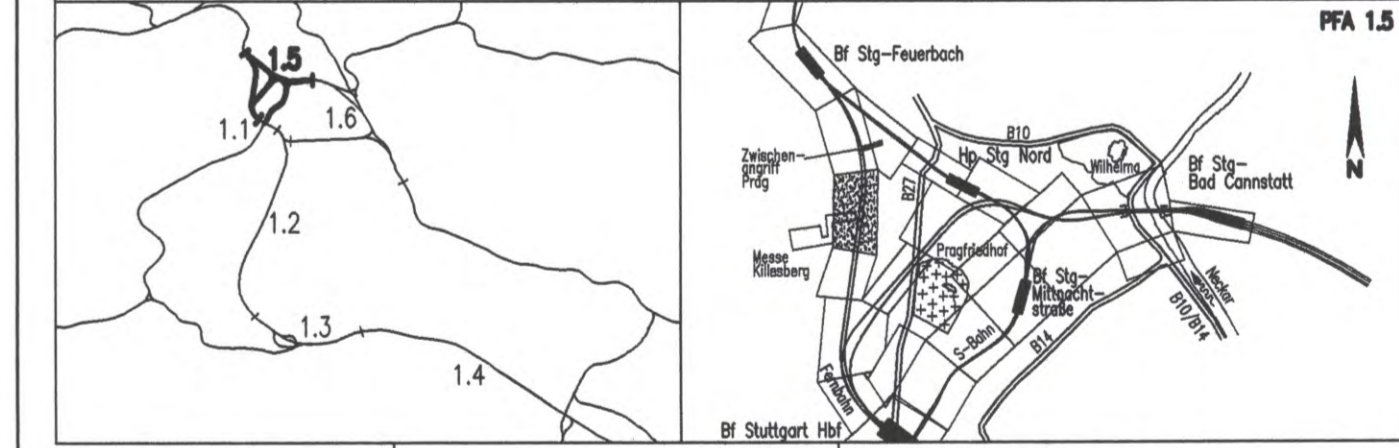 1.5
1.1
1.6
1.2
1.3
1.4
PFA 1.5
Bf Stg-Feuerbach
N
B10
Zwischen-
angriff
Prag
Hp Stg Nord
Wilhelma
Bf Stg-
Bad Cannstatt
B27
Messe
Killesberg
Pragfriedhof
Bf Stg-
Mittnacht-
straße
Neckar
B10/B14
S-Bahn
B14
Fernbahn
Bf Stuttgart Hbf